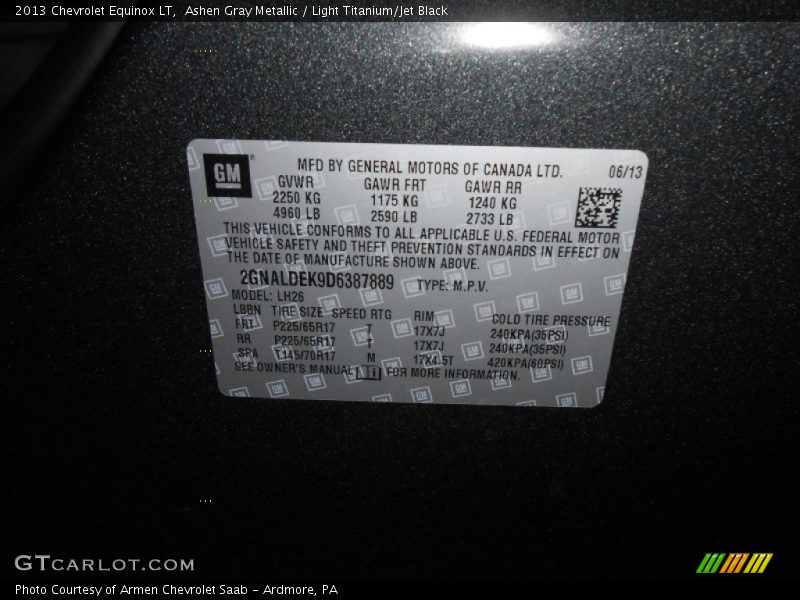 2013 Chevrolet Equinox LT,  Ashen Gray Metallic / Light Titanium/Jet Black
GM
MFD BY GENERAL MOTORS OF CANADA LTD. 06/13
GVWR GAWR FRT GAWR RR
2250 KG 1175 KG 1240 KG
4960 LB 2590 LB 2733 LB
THIS VEHICLE CONFORMS TO ALL APPLICABLE U.S. FEDERAL MOTOR
VEHICLE SAFETY AND THEFT PREVENTION STANDARDS IN EFFECT ON
THE DATE OF MANUFACTURE SHOWN ABOVE.
2GNALDEK9D6387889 TYPE: M.P.V.
MODEL: LH26
LBBN TIRE SIZE SPEED RTG RIM COLD TIRE PRESSURE
FRT P225/65R17 T 17X7J 240KPA(35PSI)
RR P225/65R17 T 17X7J 240KPA(35PSI)
SPA T145/70R17 M 17X4.5T 420KPA(60PSI)
SEE OWNER'S MANUAL FOR MORE INFORMATION.
GTCARLOT.COM
Photo Courtesy of Armen Chevrolet Saab - Ardmore, PA